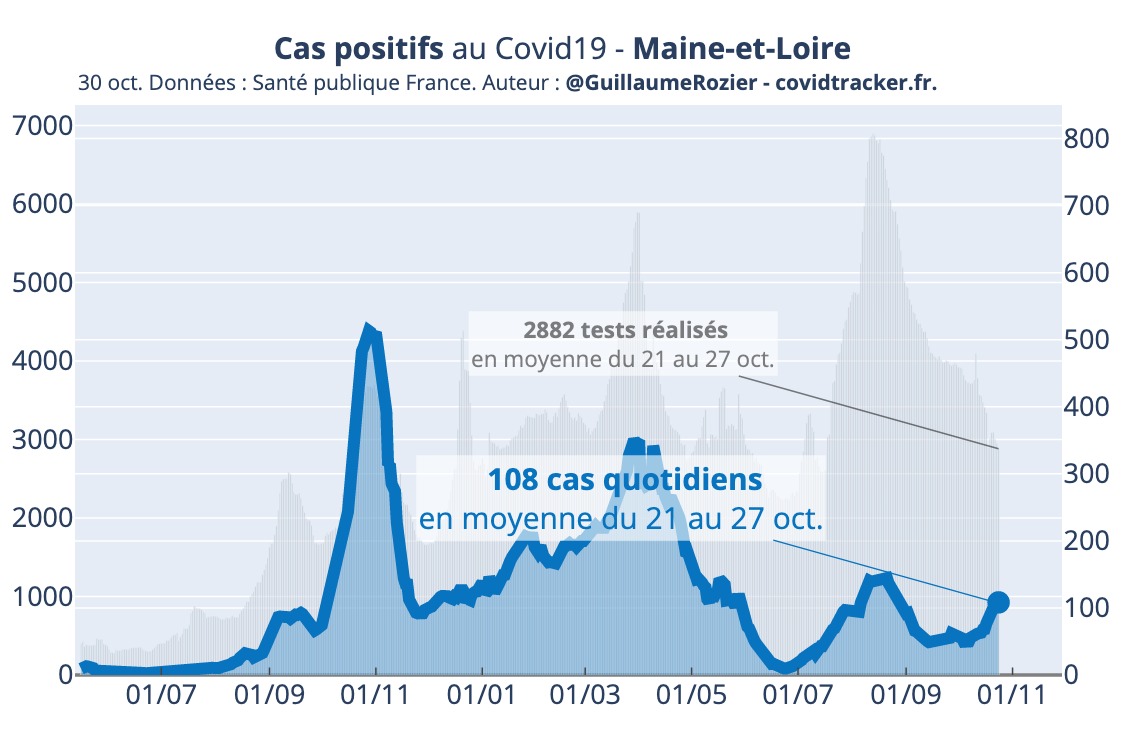 Cas positifs au Covid19 - Maine-et-Loire
30 oct. Données : Santé publique France. Auteur : @GuillaumeRozier - covidtracker.fr.
7000
6000
5000
4000
3000
2000
1000
0
800
700
600
500
400
300
200
100
0
2882 tests réalisés
en moyenne du 21 au 27 oct.
108 cas quotidiens
en moyenne du 21 au 27 oct.
01/07 01/09 01/11 01/01 01/03 01/05 01/07 01/09 01/11